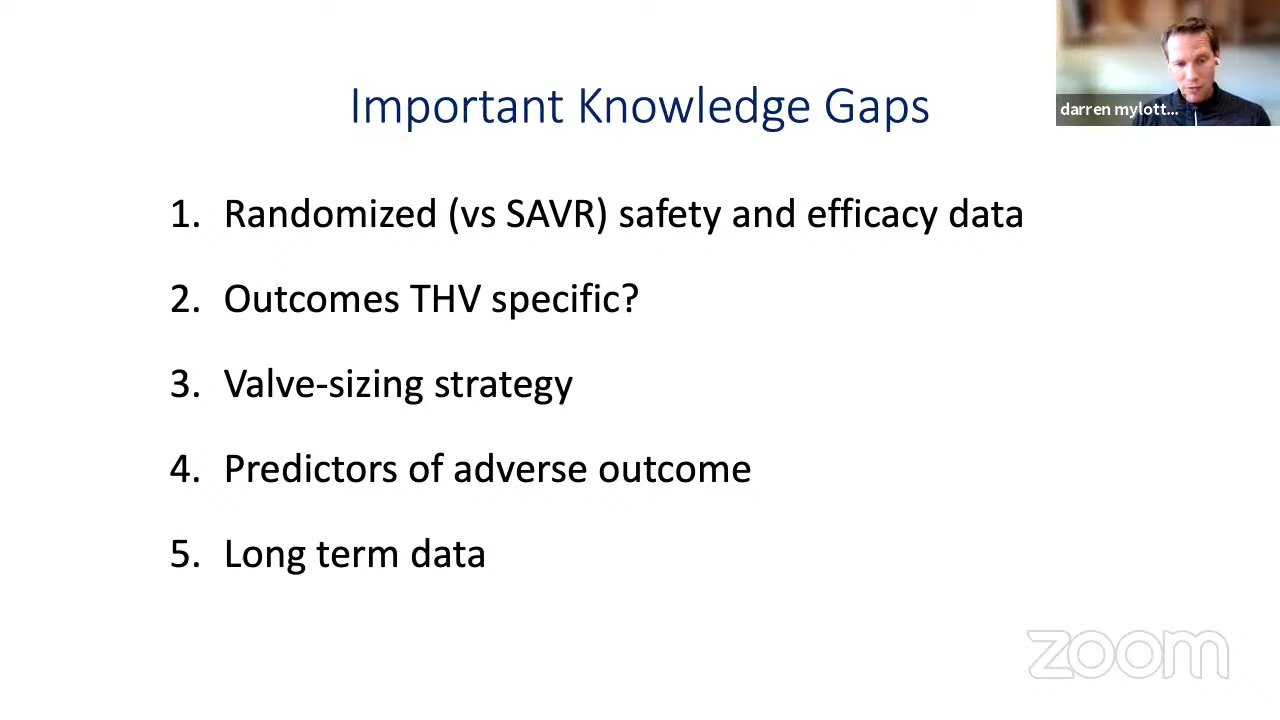 Important Knowledge Gaps
darren mylott...
1. Randomized (vs SAVR) safety and efficacy data
2. Outcomes THV specific?
3. Valve-sizing strategy
4. Predictors of adverse outcome
5. Long term data
zoom